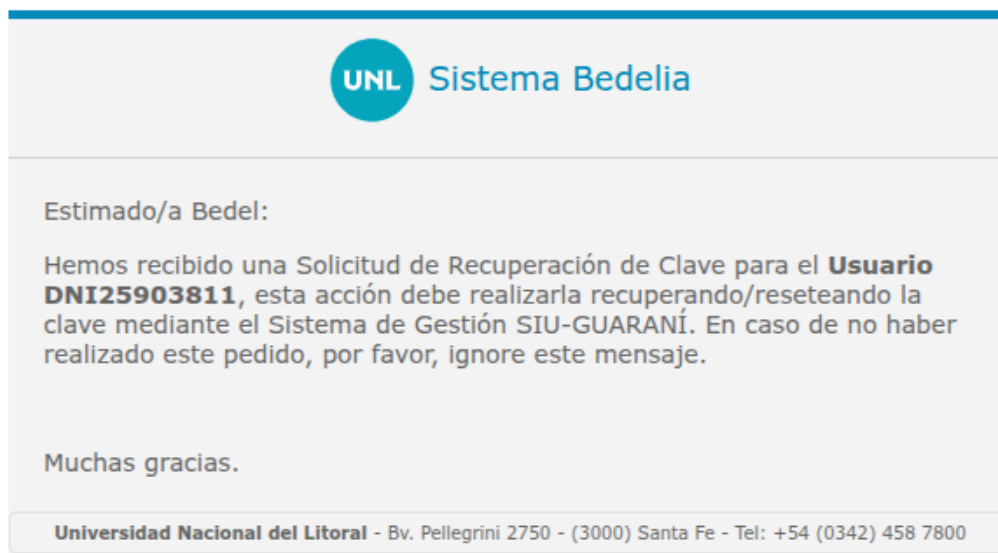 UNL Sistema Bedelia
Estimado/a Bedel:
Hemos recibido una Solicitud de Recuperación de Clave para el Usuario
DNI25903811, esta acción debe realizarla recuperando/reseteando la
clave mediante el Sistema de Gestión SIU-GUARANÍ. En caso de no haber
realizado este pedido, por favor, ignore este mensaje.
Muchas gracias.
Universidad Nacional del Litoral - Bv. Pellegrini 2750 - (3000) Santa Fe - Tel: +54 (0342) 458 7800